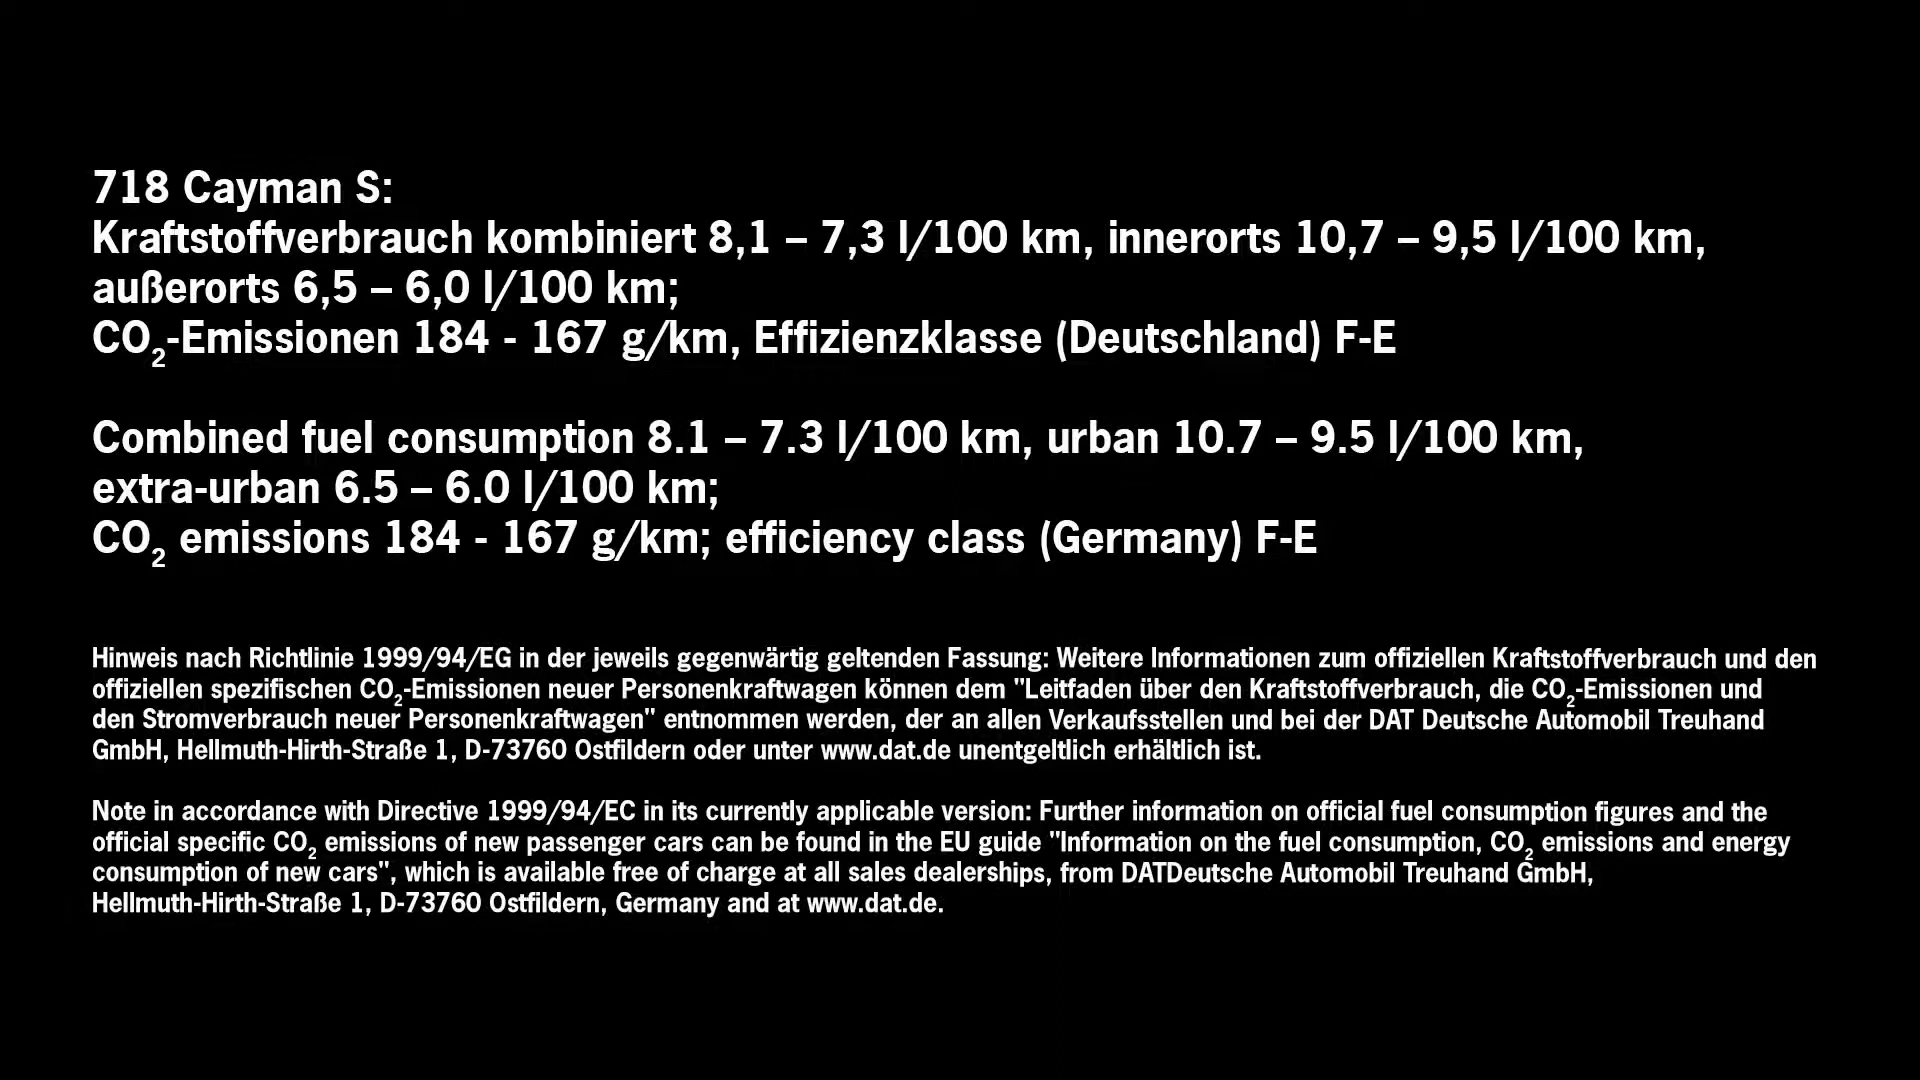 718 Cayman S:
Kraftstoffverbrauch kombiniert 8,1 – 7,3 l/100 km, innerorts 10,7 – 9,5 l/100 km,
außerorts 6,5 – 6,0 l/100 km;
CO₂-Emissionen 184 - 167 g/km, Effizienzklasse (Deutschland) F-E
Combined fuel consumption 8.1 – 7.3 l/100 km, urban 10.7 – 9.5 l/100 km,
extra-urban 6.5 – 6.0 l/100 km;
CO₂ emissions 184 - 167 g/km; efficiency class (Germany) F-E
Hinweis nach Richtlinie 1999/94/EG in der jeweils gegenwärtig geltenden Fassung: Weitere Informationen zum offiziellen Kraftstoffverbrauch und den
offiziellen spezifischen CO₂-Emissionen neuer Personenkraftwagen können dem "Leitfaden über den Kraftstoffverbrauch, die CO₂-Emissionen und
den Stromverbrauch neuer Personenkraftwagen" entnommen werden, der an allen Verkaufsstellen und bei der DAT Deutsche Automobil Treuhand
GmbH, Hellmuth-Hirth-Straße 1, D-73760 Ostfildern oder unter www.dat.de unentgeltlich erhältlich ist.
Note in accordance with Directive 1999/94/EC in its currently applicable version: Further information on official fuel consumption figures and the
official specific CO₂ emissions of new passenger cars can be found in the EU guide "Information on the fuel consumption, CO₂ emissions and energy
consumption of new cars", which is available free of charge at all sales dealerships, from DATDeutsche Automobil Treuhand GmbH,
Hellmuth-Hirth-Straße 1, D-73760 Ostfildern, Germany and at www.dat.de.